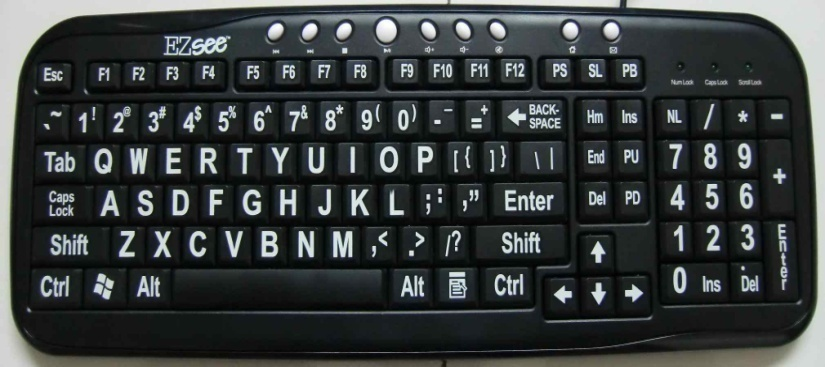 EZsee™
Esc F1 F2 F3 F4 F5 F6 F7 F8 F9 F10 F11 F12 PS SL PB Num Lock Caps Lock Scroll Lock
`~ 1! 2@ 3# 4$ 5% 6^ 7& 8* 9( 0) -_ =+ ←BACK-SPACE Hm Ins NL / * -
Tab Q W E R T Y U I O P [{ ]} \| End PU 7 8 9 +
Caps Lock A S D F G H J K L ;: ," Enter Del PD 4 5 6
Shift Z X C V B N M ,< .> /? Shift ↑ 1 2 3 Enter
Ctrl Alt Alt Ctrl ← ↓ → 0 Ins .Del